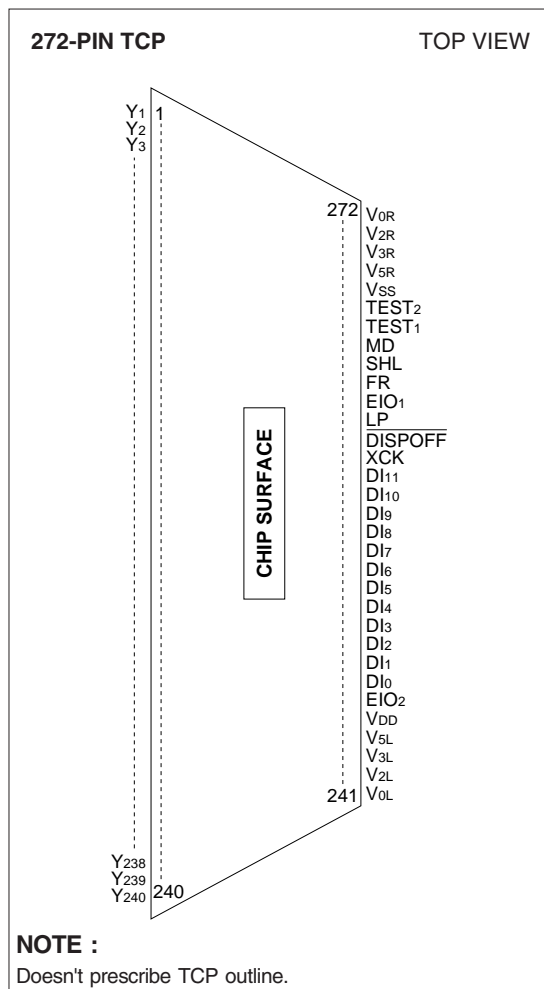 272-PIN TCP TOP VIEW
Y1 1
Y2
Y3
272 V0R
V2R
V3R
V5R
VSS
TEST2
TEST1
MD
SHL
FR
EIO1
LP
DISPOFF
XCK
DI11
DI10
DI9
DI8
DI7
DI6
DI5
DI4
DI3
DI2
DI1
DI0
EIO2
VDD
V5L
V3L
V2L
241 V0L
CHIP SURFACE
Y238
Y239
Y240 240
NOTE :
Doesn't prescribe TCP outline.